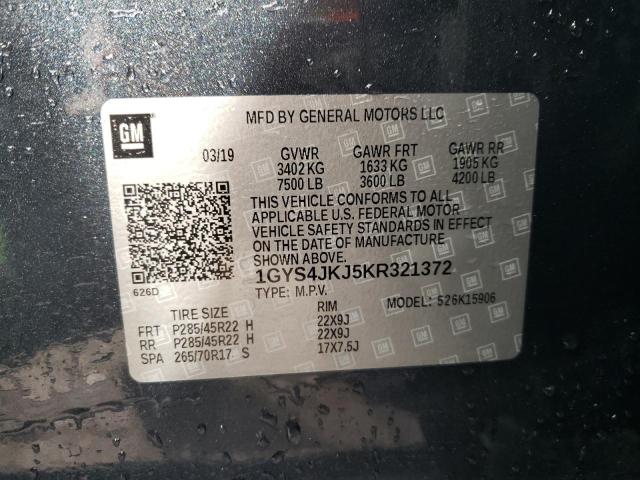 GM
MFD BY GENERAL MOTORS LLC
03/19 GVWR GAWR FRT GAWR RR
3402 KG 1633 KG 1905 KG
7500 LB 3600 LB 4200 LB
THIS VEHICLE CONFORMS TO ALL
APPLICABLE U.S. FEDERAL MOTOR
VEHICLE SAFETY STANDARDS IN EFFECT
ON THE DATE OF MANUFACTURE
SHOWN ABOVE.
1GYS4JKJ5KR321372
626D
TYPE: M.P.V. MODEL: 526K15906
TIRE SIZE RIM
FRT P285/45R22 H 22X9J
RR P285/45R22 H 22X9J
SPA 265/70R17 S 17X7.5J